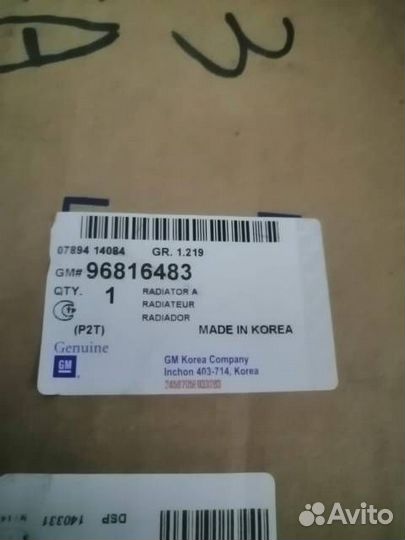 07894 14084 GR. 1.219
GM# 96816483
QTY. 1 RADIATOR A
RADIATEUR
RADIADOR
(P2T) MADE IN KOREA
Genuine
GM
GM Korea Company
Inchon 403-714, Korea
DSP 140331
Avito